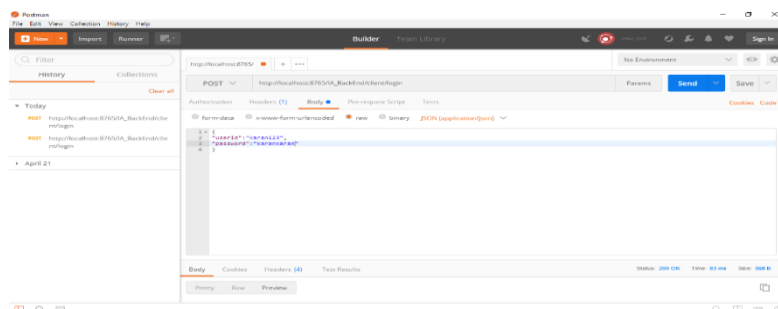 Postman
File Edit View Collection History Help
New Import Runner Builder Team Library Sign In
Filter
History Collections
Clear all
Today
POST http://localhost:8765/IA_BackEnd/clie
nt/login
POST http://localhost:8765/IA_BackEnd/clie
nt/login
April 21
http://localhost:8765/ + ...
No Environment
POST http://localhost:8765/IA_BackEnd/client/login Params Send Save
Authorization Headers (1) Body Pre-request Script Tests Cookies Code
form-data x-www-form-urlencoded raw binary JSON (application/json)
1 {
2 "userid":"karan123",
3 "password":"karankaran"
4 }
Body Cookies Headers (4) Test Results Status: 200 OK Time: 83 ms
Pretty Raw Preview